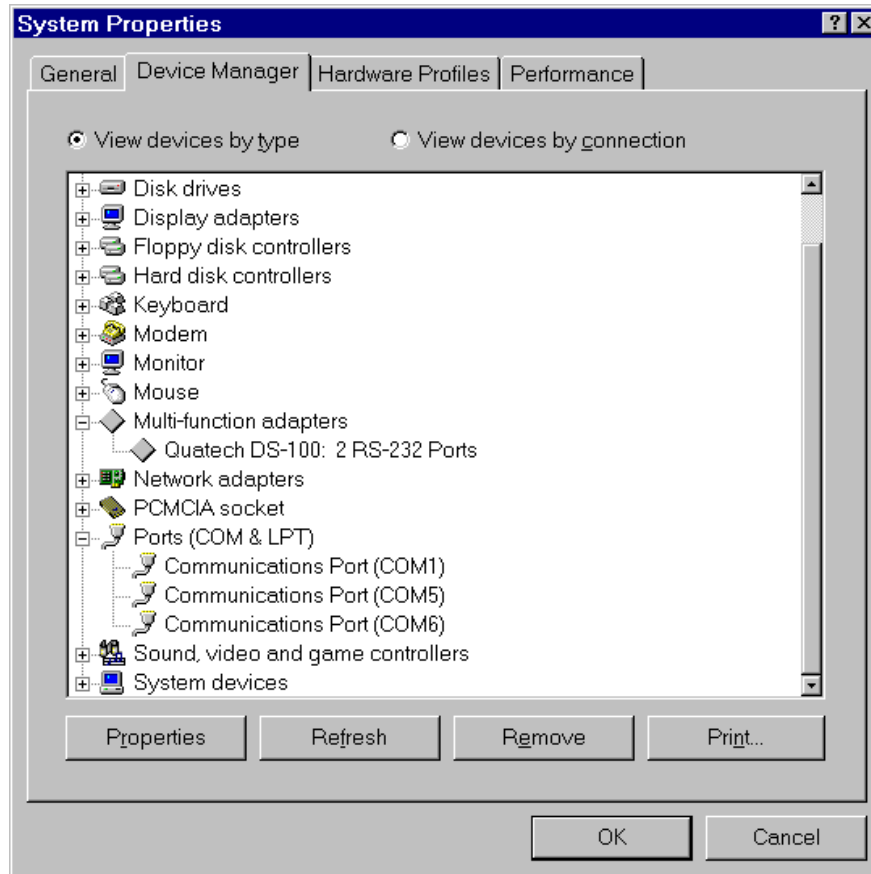 System Properties
General Device Manager Hardware Profiles Performance
View devices by type View devices by connection
Disk drives
Display adapters
Floppy disk controllers
Hard disk controllers
Keyboard
Modem
Monitor
Mouse
Multi-function adapters
Quatech DS-100: 2 RS-232 Ports
Network adapters
PCMCIA socket
Ports (COM & LPT)
Communications Port (COM1)
Communications Port (COM5)
Communications Port (COM6)
Sound, video and game controllers
System devices
Properties Refresh Remove Print...
OK Cancel